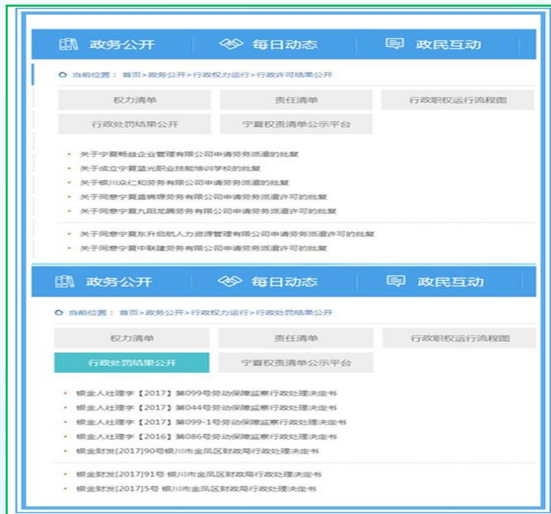 政务公开 每日动态 政民互动
当前位置：首页>政务公开>行政权力运行>行政许可结果公开
权力清单 责任清单 行政职权运行流程图
行政处罚结果公开 宁夏权责清单公示平台
关于宁夏畅益企业管理有限公司申请劳务派遣的批复
关于成立宁夏蓝光职业技能培训学校的批复
关于银川众仁和劳务有限公司申请劳务派遣的批复
关于同意宁夏盛婉璟劳务有限公司申请劳务派遣许可的批复
关于同意宁夏九阳龙腾劳务有限公司申请劳务派遣许可的批复
关于同意宁夏东升启航人力资源管理有限公司申请劳务派遣许可的批复
关于同意宁夏中联建劳务有限公司申请劳务派遣许可的批复
政务公开 每日动态 政民互动
当前位置：首页>政务公开>行政权力运行>行政处罚结果公开
权力清单 责任清单 行政职权运行流程图
行政处罚结果公开 宁夏权责清单公示平台
银金人社理字【2017】第099号劳动保障监察行政处理决定书
银金人社理字【2017】第044号劳动保障监察行政处理决定书
银金人社理字【2017】第099-1号劳动保障监察行政处理决定书
银金人社理字【2016】第086号劳动保障监察行政处理决定书
银金财发[2017]90号银川市金凤区财政局行政处理决定书
银金财发[2017]91号 银川市金凤区财政局行政处理决定书
银金财发[2017]5号 银川市金凤区财政局行政处理决定书